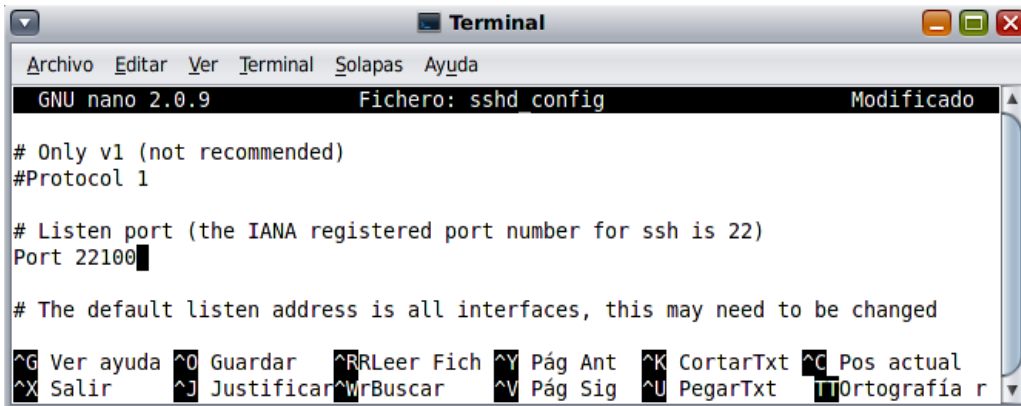 Terminal
Archivo Editar Ver Terminal Solapas Ayuda
GNU nano 2.0.9 Fichero: sshd_config Modificado
# Only v1 (not recommended)
#Protocol 1
# Listen port (the IANA registered port number for ssh is 22)
Port 22100
# The default listen address is all interfaces, this may need to be changed
^G Ver ayuda ^O Guardar ^RRLeer Fich ^Y Pág Ant ^K CortarTxt ^C Pos actual
^X Salir ^J Justificar^WrBuscar ^V Pág Sig ^U PegarTxt TTOrtografía r